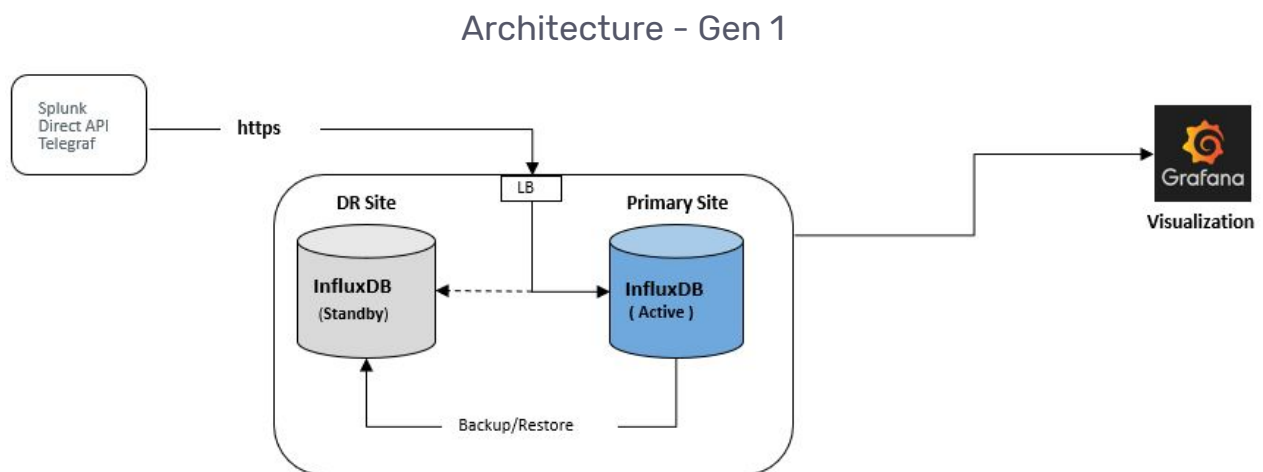 Architecture - Gen 1
Splunk
Direct API
Telegraf
https
LB
DR Site
Primary Site
InfluxDB
(Standby)
InfluxDB
( Active )
Backup/Restore
Grafana
Visualization